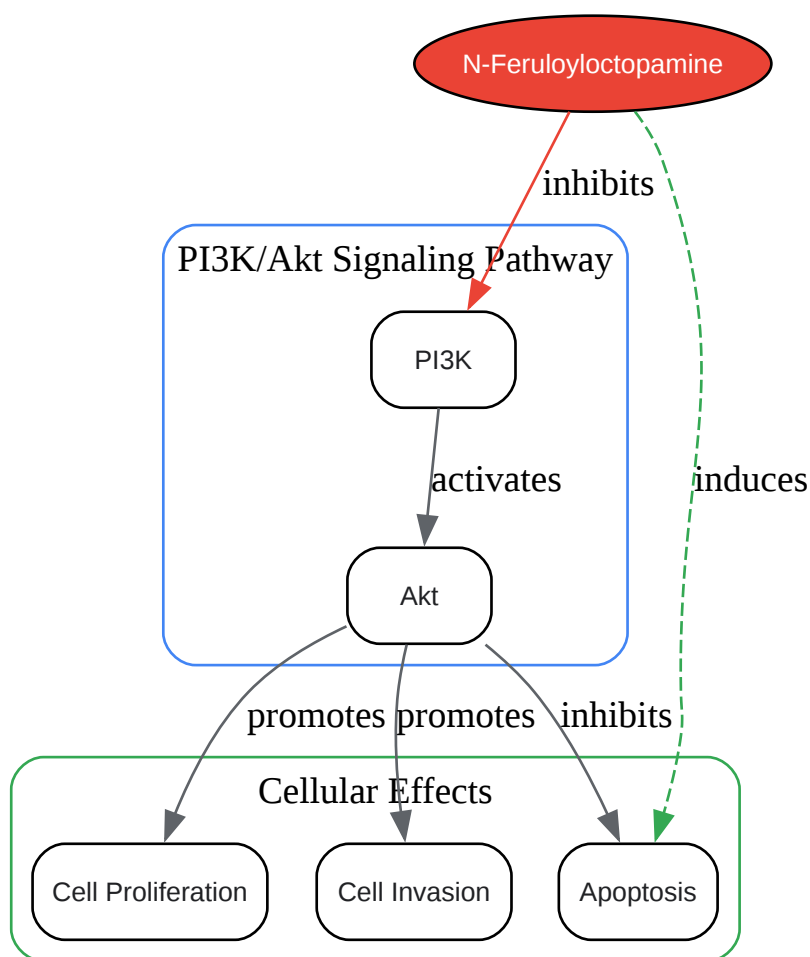 N-Feruloyloctopamine
inhibits
PI3K/Akt Signaling Pathway
PI3K
activates
induces
Akt
promotes
promotes
inhibits
Cellular Effects
Cell Proliferation
Cell Invasion
Apoptosis